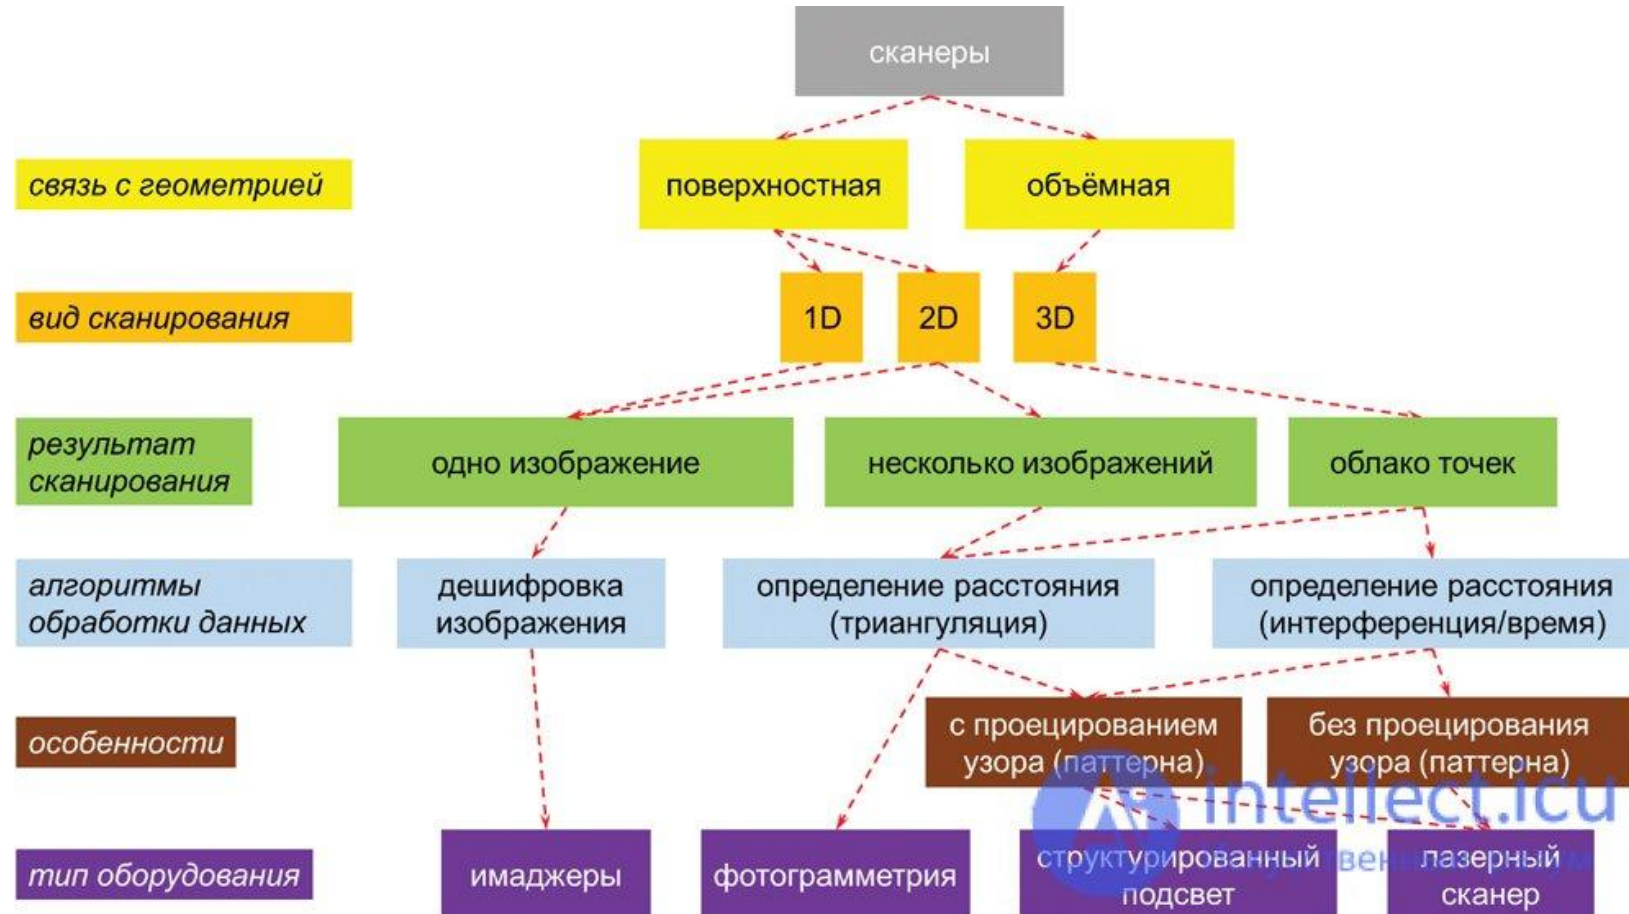 сканеры
связь с геометрией
поверхностная
объёмная
вид сканирования
1D
2D
3D
результат
сканирования
одно изображение
несколько изображений
облако точек
алгоритмы
обработки данных
дешифровка
изображения
определение расстояния
(триангуляция)
определение расстояния
(интерференция/время)
особенности
с проецированием
узора (паттерна)
без проецирования
узора (паттерна)
intellect.icu
тип оборудования
имаджеры
фотограмметрия
структурированный
подсвет
лазерный
сканер